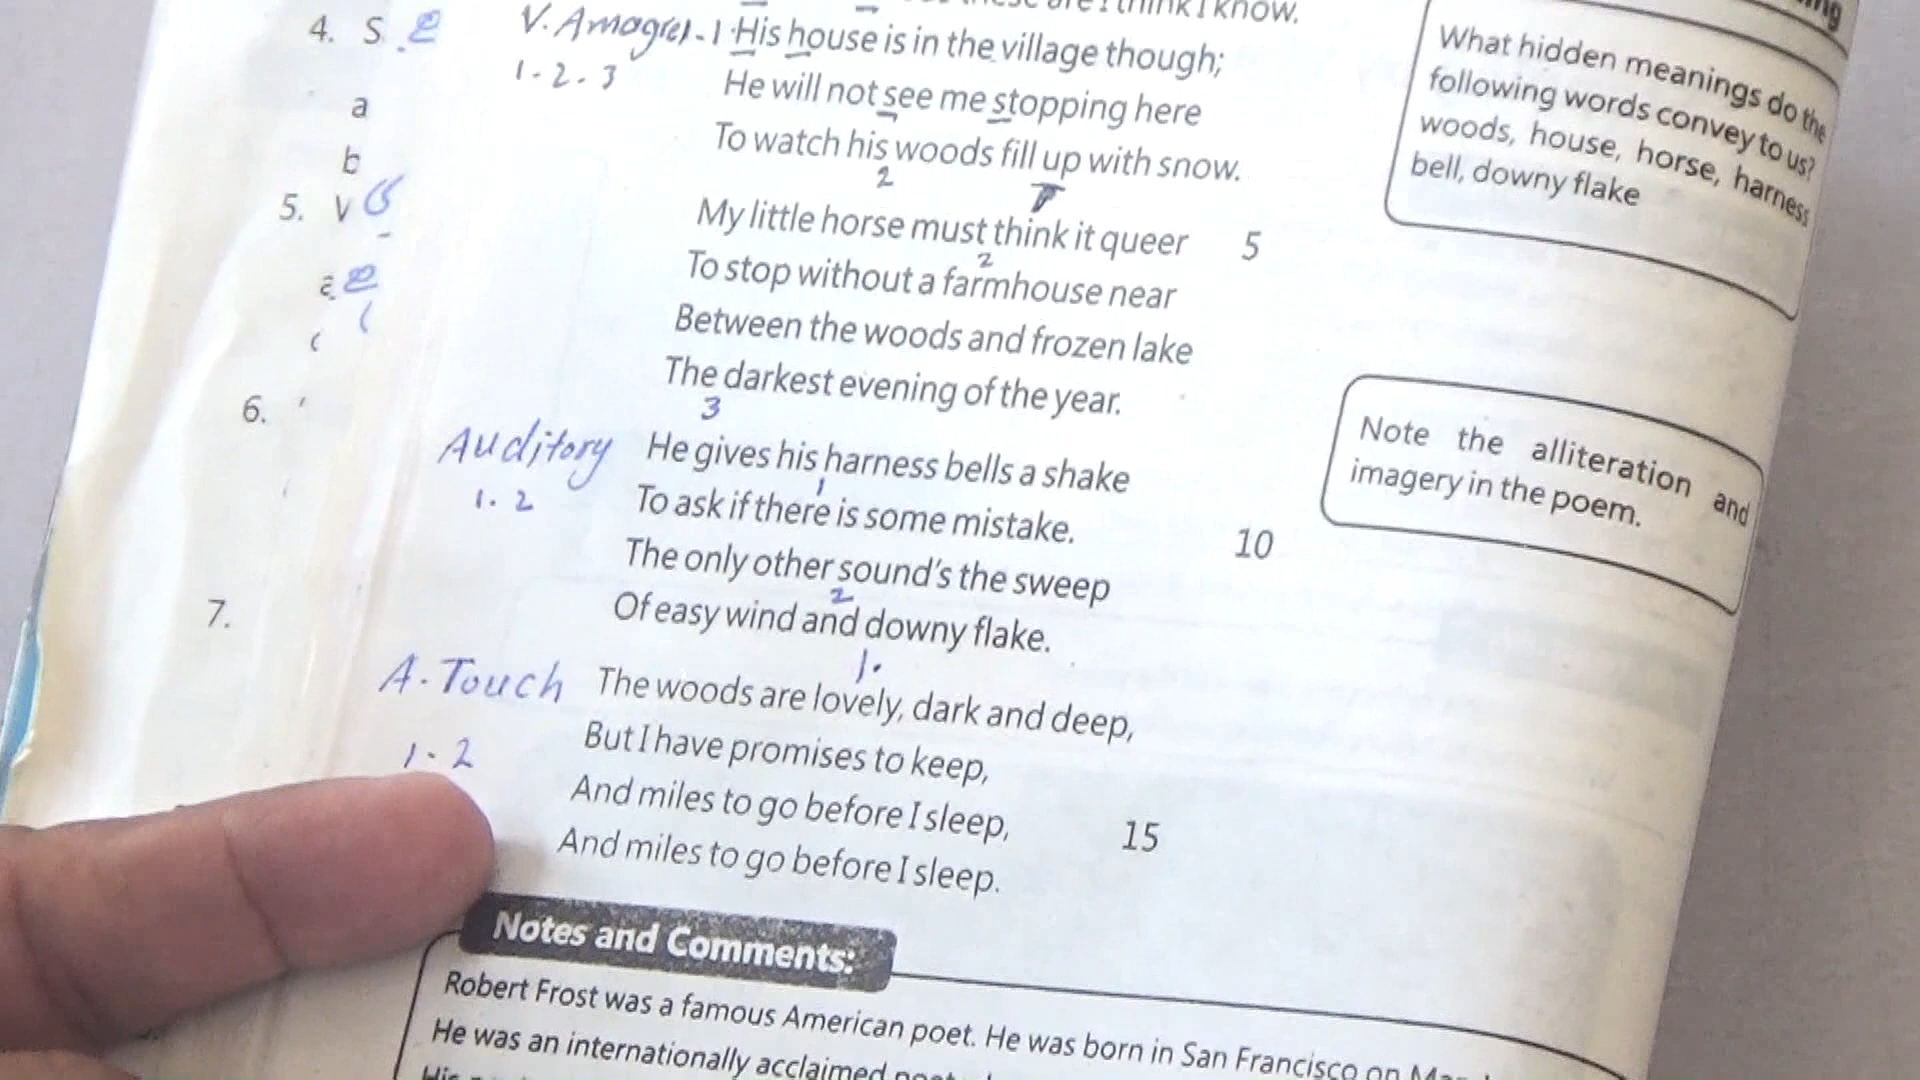 think I know.
4. S.
V. Amage(1) - 1 His house is in the village though;
1 - 2 - 3
He will not see me stopping here
To watch his woods fill up with snow.
2
a
b
5. V
My little horse must think it queer 5
2
To stop without a farmhouse near
Between the woods and frozen lake
The darkest evening of the year.
3
6.
Auditory He gives his harness bells a shake
1. 2
1
To ask if there is some mistake. 10
The only other sound's the sweep
2
Of easy wind and downy flake.
7.
1.
A. Touch The woods are lovely, dark and deep,
1 - 2
But I have promises to keep,
And miles to go before I sleep, 15
And miles to go before I sleep.
What hidden meanings do the
following words convey to us?
woods, house, horse, harness
bell, downy flake
Note the alliteration and
imagery in the poem.
Notes and Comments:
Robert Frost was a famous American poet. He was born in San Francisco on
He was an internationally acclaimed